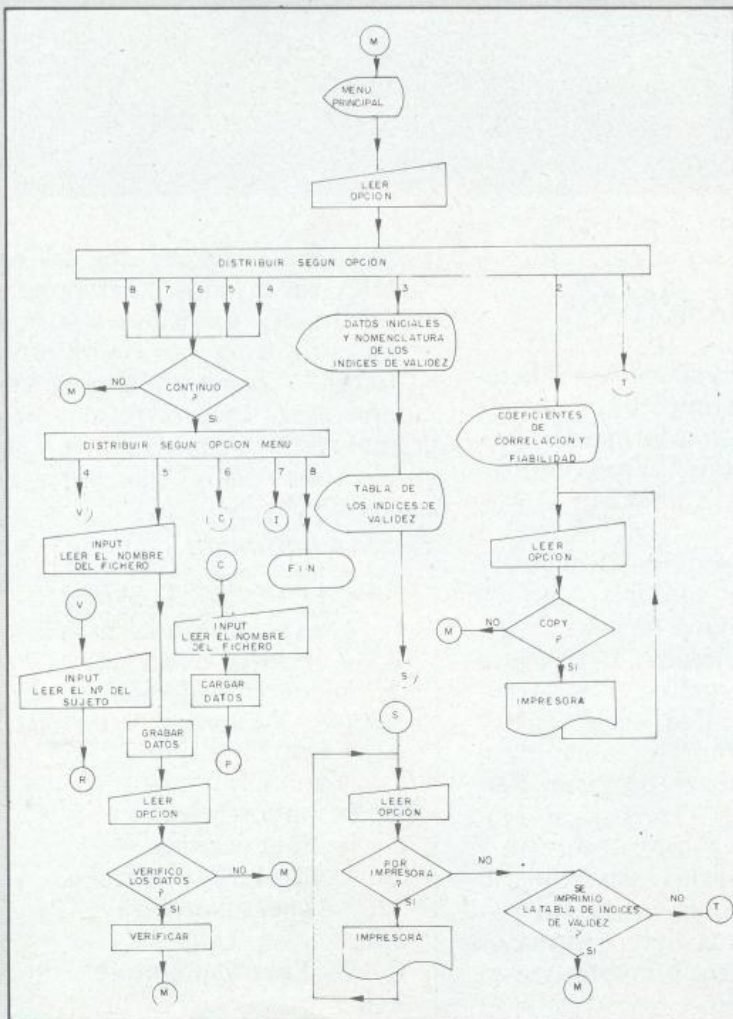 M
MENU
PRINCIPAL
LEER
OPCION
DISTRIBUIR SEGUN OPCION
8 7 6 5 4 3 2 1
DATOS INICIALES
Y NOMENCLATURA
DE LOS
INDICES DE VALIDEZ
T
CONTINUO
?
NO
M
SI
COEFICIENTES
DE
CORRELACION Y
FIABILIDAD
DISTRIBUIR SEGUN OPCION MENU
4 5 6 7 8
V
C
I
FIN
TABLA DE
LOS INDICES DE
VALIDEZ
INPUT
LEER EL NOMBRE
DEL FICHERO
LEER
OPCION
C
V
INPUT
LEER EL NOMBRE
DEL FICHERO
COPY
?
NO
M
SI
IMPRESORA
INPUT
LEER EL Nº DEL
SUJETO
CARGAR
DATOS
S
S
R
GRABAR
DATOS
P
LEER
OPCION
LEER
OPCION
VERIFICO
LOS DATOS
?
NO
M
SI
POR
IMPRESORA
?
NO
SI
SE
IMPRIMIO
LA TABLA DE INDICES
DE VALIDEZ
?
NO
T
SI
M
VERIFICAR
IMPRESORA
M